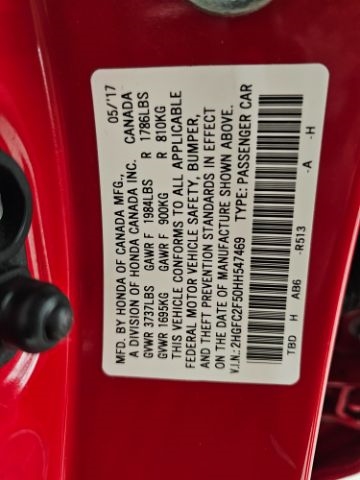 MFD. BY HONDA OF CANADA MFG., 05/'17
A DIVISION OF HONDA CANADA INC. CANADA
GVWR 3737LBS GAWR F 1984LBS R 1786LBS
GVWR 1695KG GAWR F 900KG R 810KG
THIS VEHICLE CONFORMS TO ALL APPLICABLE
FEDERAL MOTOR VEHICLE SAFETY, BUMPER,
AND THEFT PREVENTION STANDARDS IN EFFECT
ON THE DATE OF MANUFACTURE SHOWN ABOVE.
V.I.N.: 2HGFC2F50HH547469 TYPE: PASSENGER CAR
TBD H AB6 -R513 -A -H